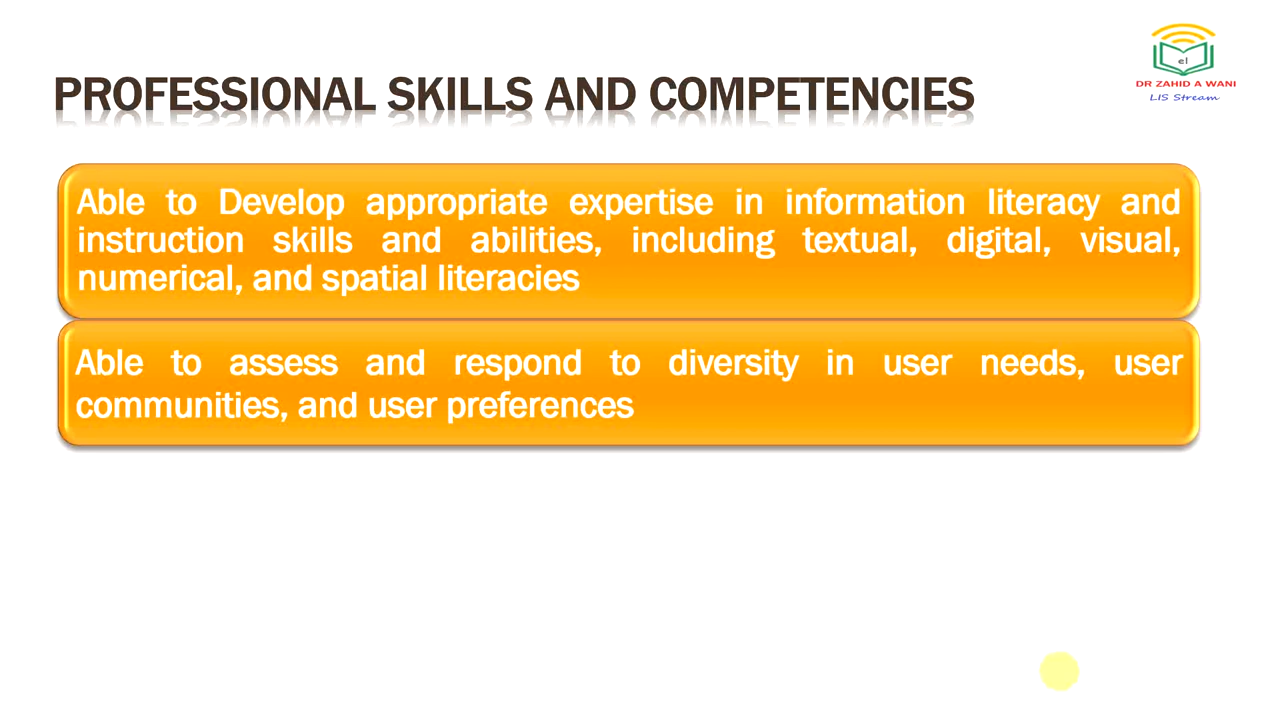 PROFESSIONAL SKILLS AND COMPETENCIES
el
DR ZAHID A WANI
LIS Stream
Able to Develop appropriate expertise in information literacy and
instruction skills and abilities, including textual, digital, visual,
numerical, and spatial literacies
Able to assess and respond to diversity in user needs, user
communities, and user preferences